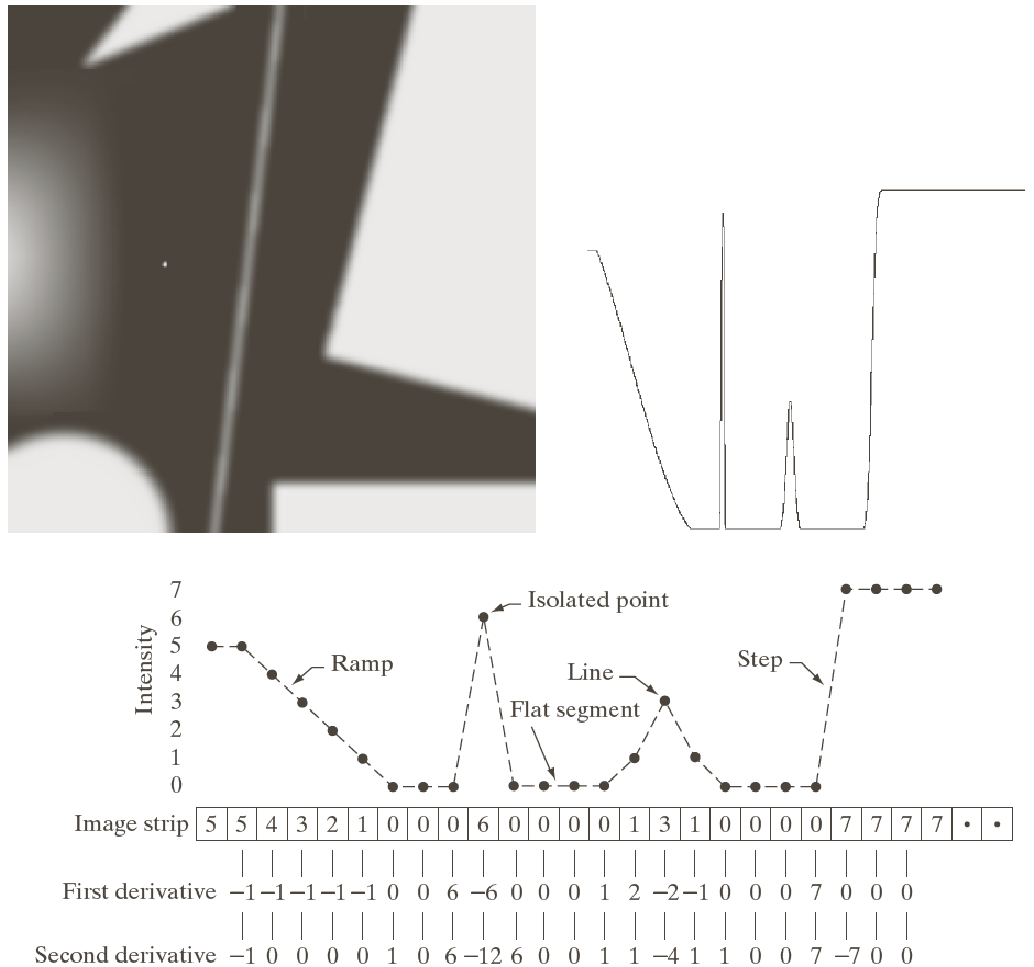 7
Isolated point
6
Intensity
5
Ramp
Step
4
Line
3
Flat segment
2
1
0
Image strip 5 5 4 3 2 1 0 0 0 6 0 0 0 0 1 3 1 0 0 0 0 7 7 7 7 • •
First derivative −1 −1 −1 −1 −1 0 0 6 −6 0 0 0 1 2 −2 −1 0 0 0 7 0 0 0
Second derivative −1 0 0 0 1 0 6 −12 6 0 0 1 1 −4 1 1 0 0 7 −7 0 0